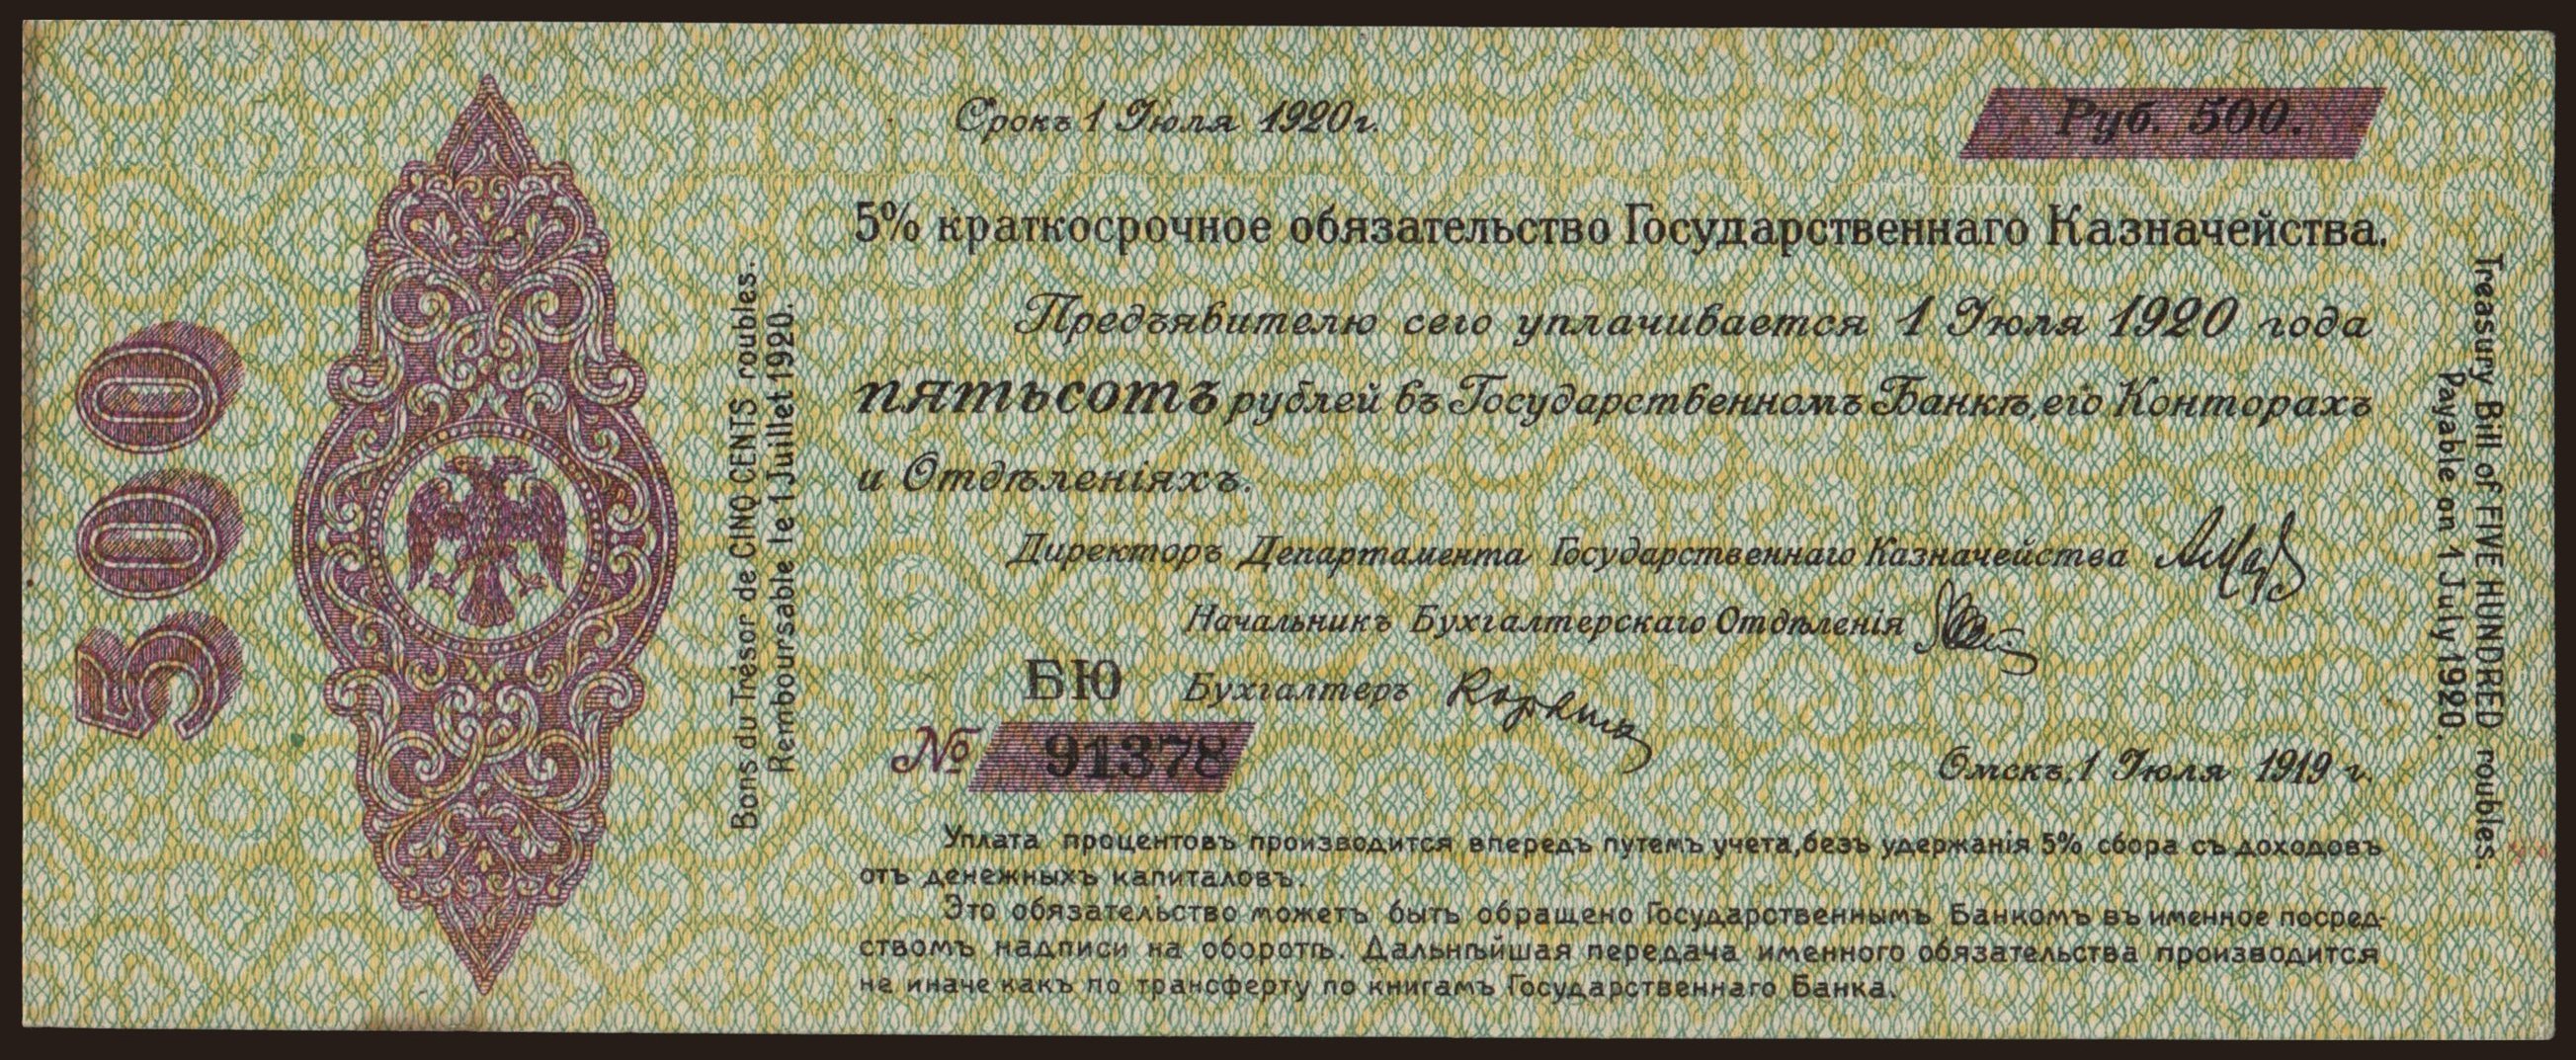 500
Bons du Trésor de CINQ CENTS roubles.
Remboursable le 1 Juillet 1920.
Срокъ 1 Июля 1920 г.
Руб. 500.
5% краткосрочное обязательство Государственнаго Казначейства.
Предъявителю сего уплачивается 1 Июля 1920 года
пятьсотъ рублей въ Государственномъ Банкѣ, его Конторахъ
и Отдѣленіяхъ.
Директоръ Департамента Государственнаго Казначейства
Начальникъ Бухгалтерскаго Отдѣленія
БЮ Бухгалтеръ
№ 91378
Омскъ, 1 Июля 1919 г.
Уплата процентовъ производится впередъ путемъ учета, безъ удержанія 5% сбора съ доходовъ
отъ денежныхъ капиталовъ.
Это обязательство можетъ быть обращено Государственнымъ Банкомъ въ именное посред-
ствомъ надписи на оборотѣ. Дальнѣйшая передача именного обязательства производится
не иначе какъ по трансферту по книгамъ Государственнаго Банка.
Treasury Bill of FIVE HUNDRED roubles.
Payable on 1 July 1920.